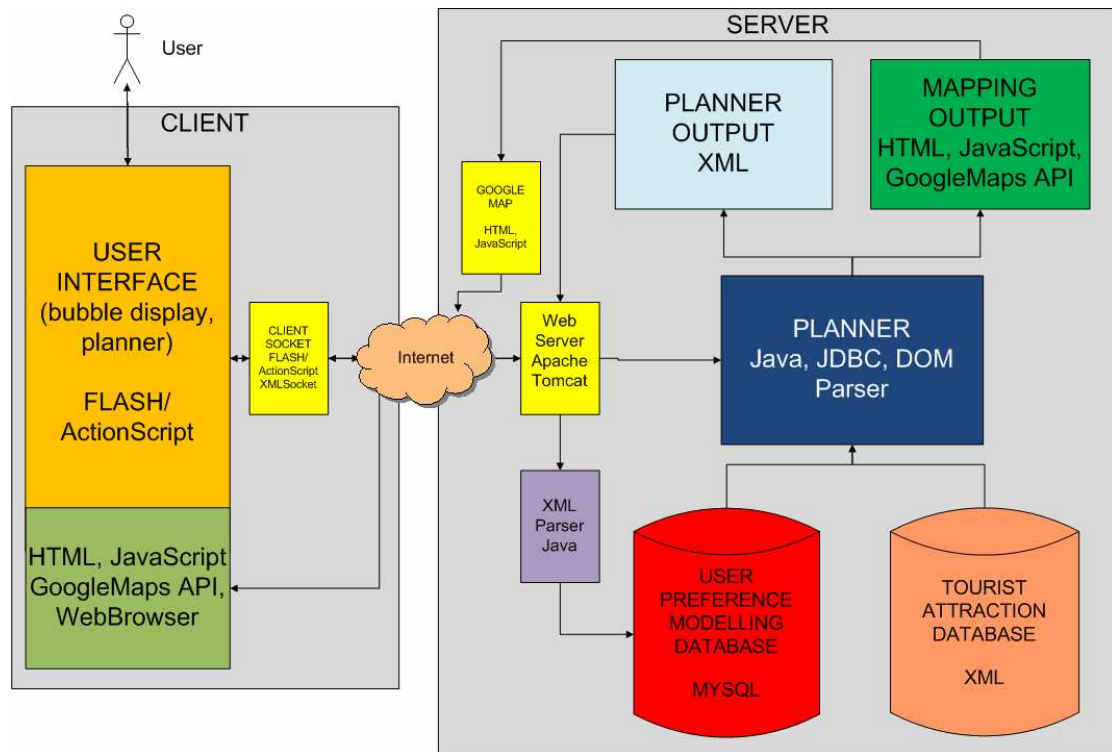 User
CLIENT
USER
INTERFACE
(bubble display,
planner)
FLASH/
ActionScript
HTML, JavaScript
GoogleMaps API,
WebBrowser
CLIENT
SOCKET
FLASH/
ActionScript
XMLSocket
Internet
SERVER
GOOGLE
MAP
HTML,
JavaScript
PLANNER
OUTPUT
XML
MAPPING
OUTPUT
HTML, JavaScript,
GoogleMaps API
Web
Server
Apache
Tomcat
PLANNER
Java, JDBC, DOM
Parser
XML
Parser
Java
USER
PREFERENCE
MODELLING
DATABASE
MYSQL
TOURIST
ATTRACTION
DATABASE
XML